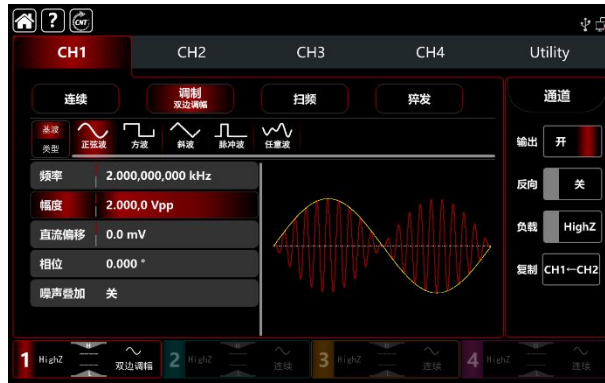 ? CNT
CH1 CH2 CH3 CH4 Utility
连续 调制 扫频 猝发 通道
双边调幅
基波
类型 正弦波 方波 斜波 脉冲波 任意波
输出 开
频率 2.000,000,000 kHz
反向 关
幅度 2.000,0 Vpp
负载 HighZ
直流偏移 0.0 mV
相位 0.000 °
复制 CH1←CH2
噪声叠加 关
1 HighZ 双边调幅 2 HighZ 连续 3 HighZ 连续 4 HighZ 连续